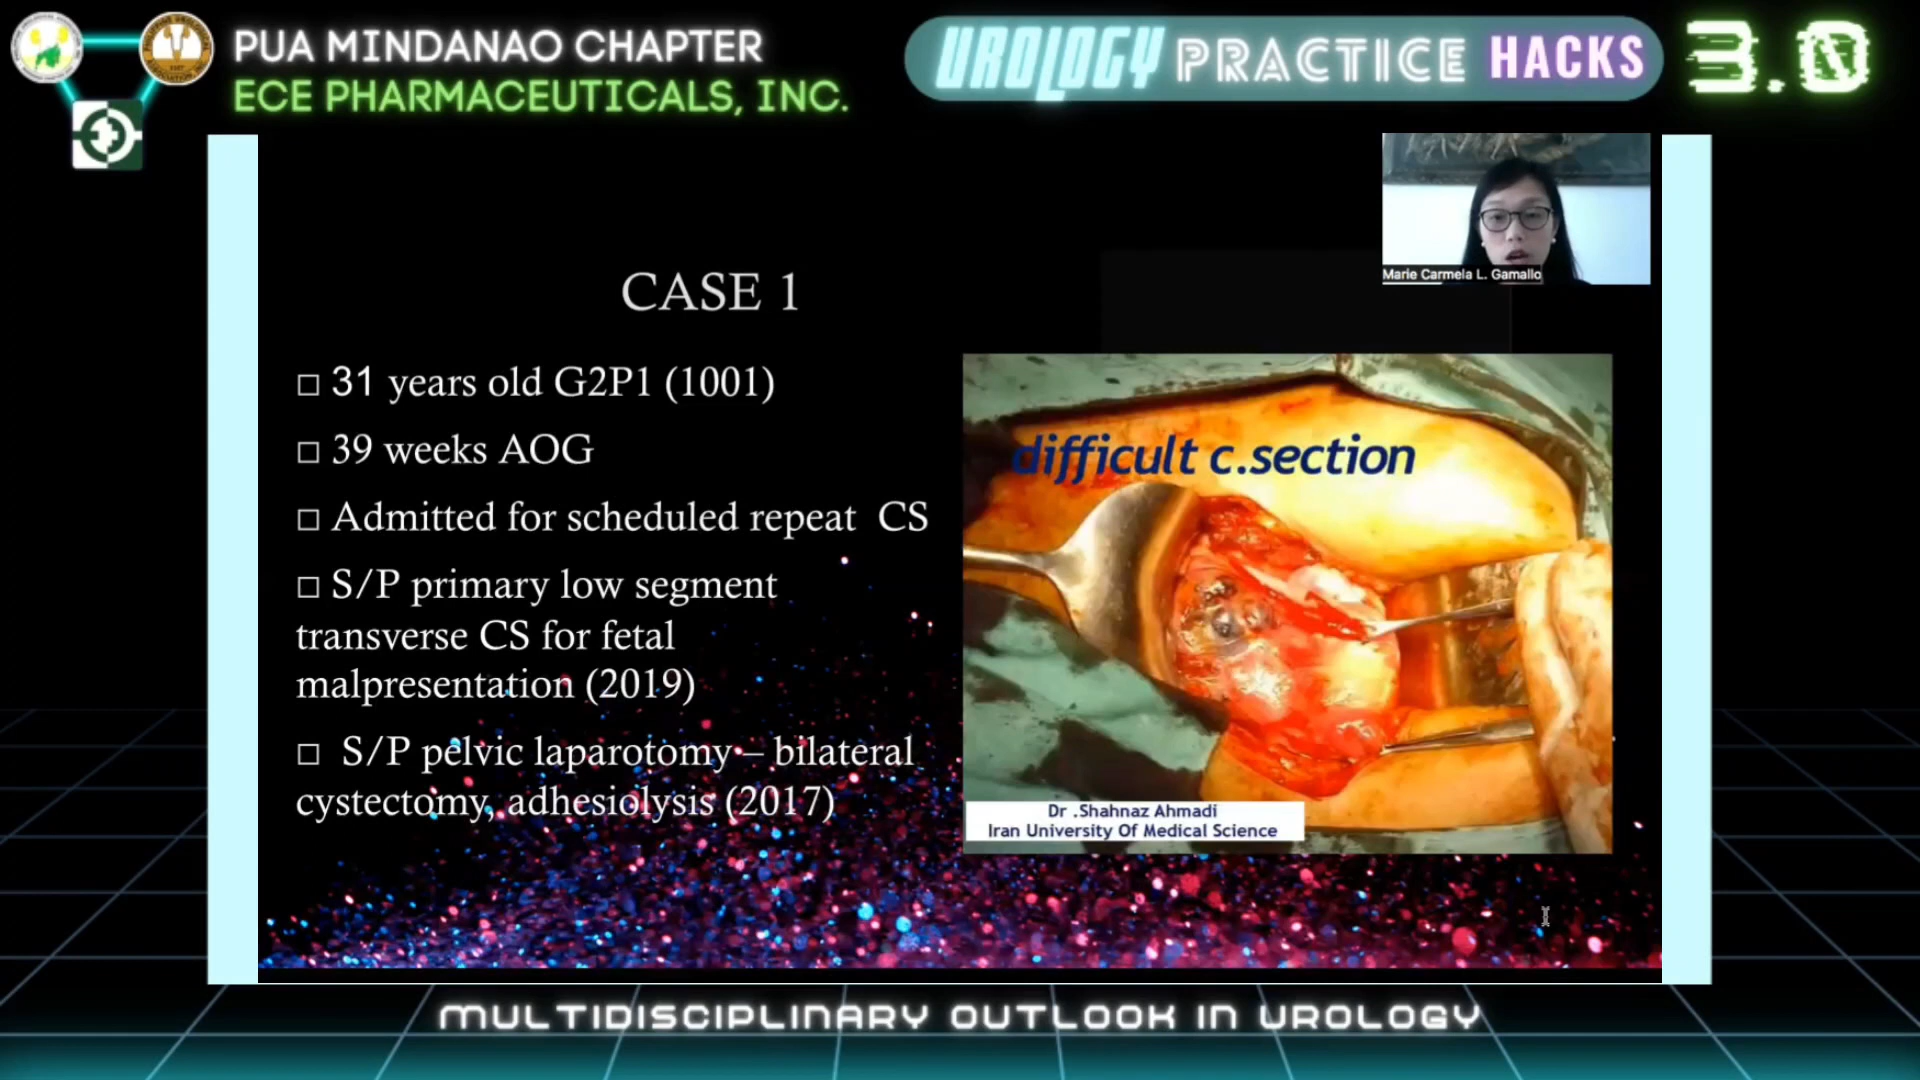 PUA MINDANAO CHAPTER
ECE PHARMACEUTICALS, INC.
UROLOGY PRACTICE HACKS 3.0
Marie Carmela L. Gamallo
CASE 1
□ 31 years old G2P1 (1001)
□ 39 weeks AOG
□ Admitted for scheduled repeat CS
□ S/P primary low segment
transverse CS for fetal
malpresentation (2019)
□ S/P pelvic laparotomy – bilateral
cystectomy, adhesiolysis (2017)
difficult c.section
Dr .Shahnaz Ahmadi
Iran University Of Medical Science
MULTIDISCIPLINARY OUTLOOK IN UROLOGY